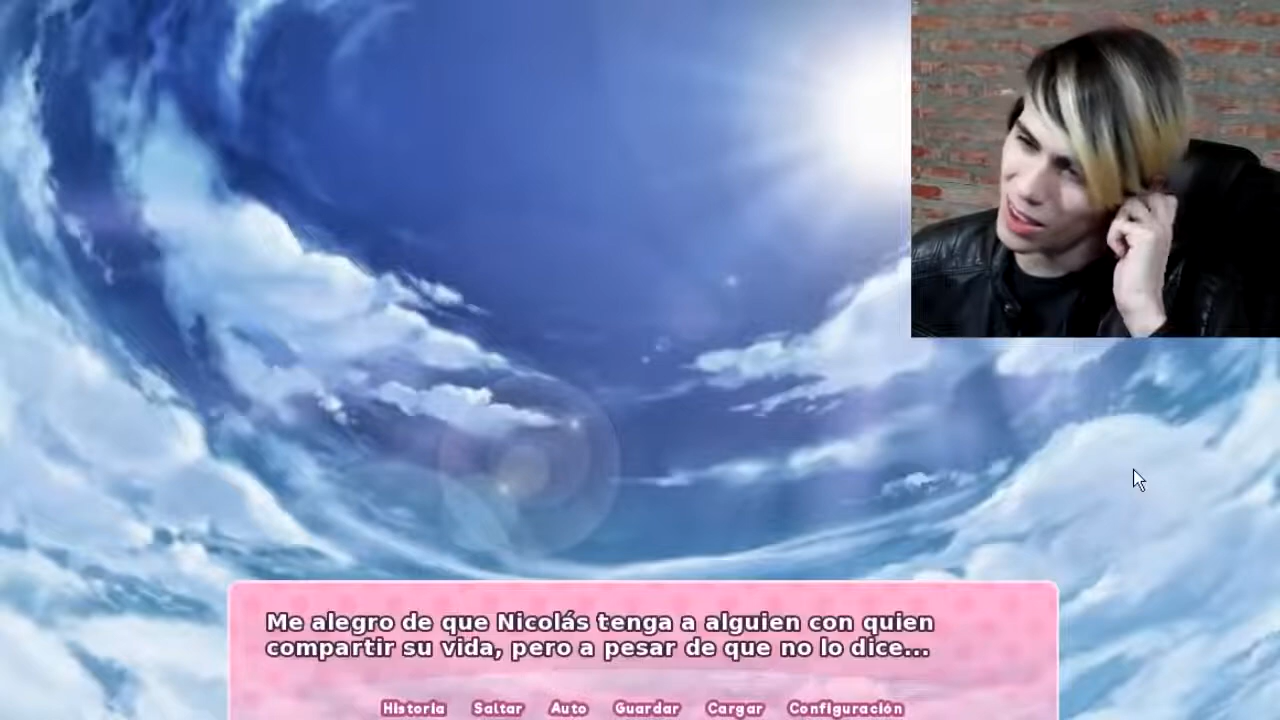 Me alegro de que Nicolás tenga a alguien con quien
compartir su vida, pero a pesar de que no lo dice...
Historia Saltar Auto Guardar Cargar Configuración